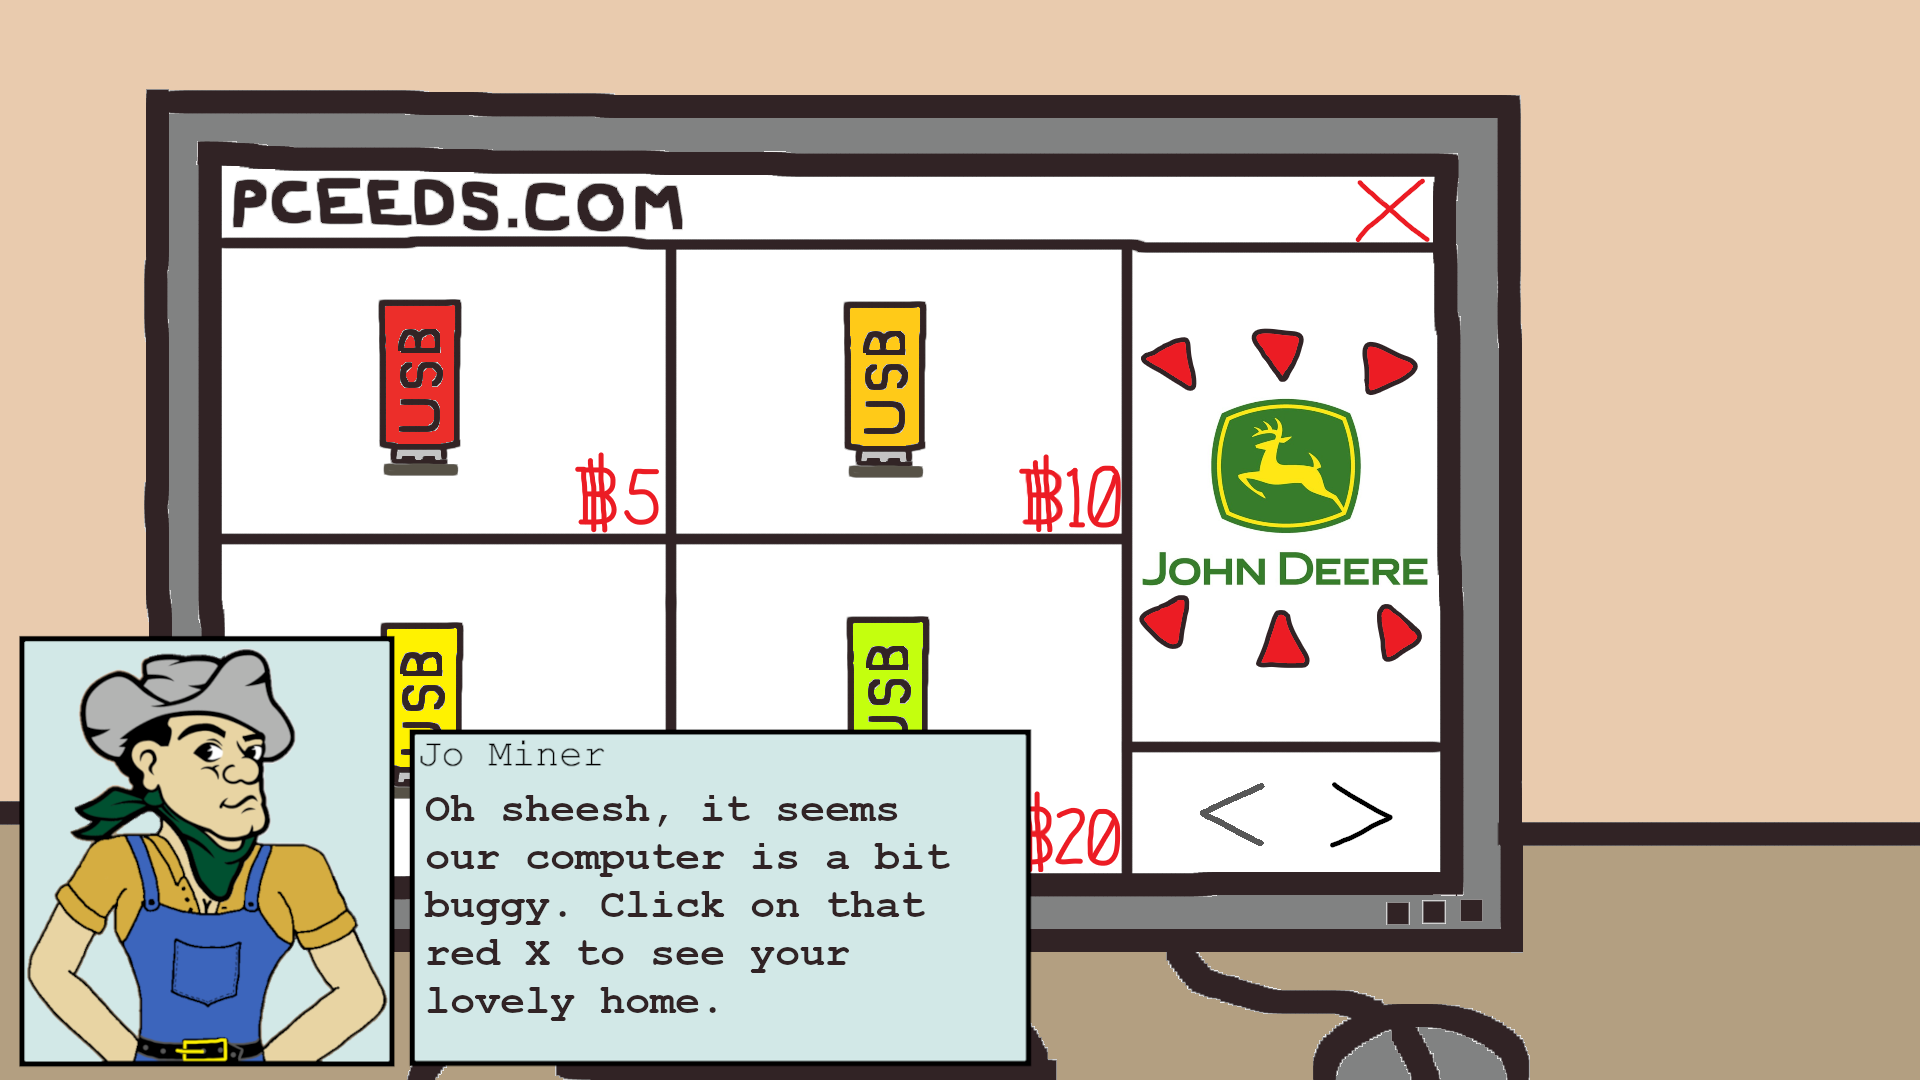 PCEEDS.COM
USB
฿5
USB
฿10
JOHN DEERE
USB
USB
฿20
< >
Jo Miner
Oh sheesh, it seems
our computer is a bit
buggy. Click on that
red X to see your
lovely home.